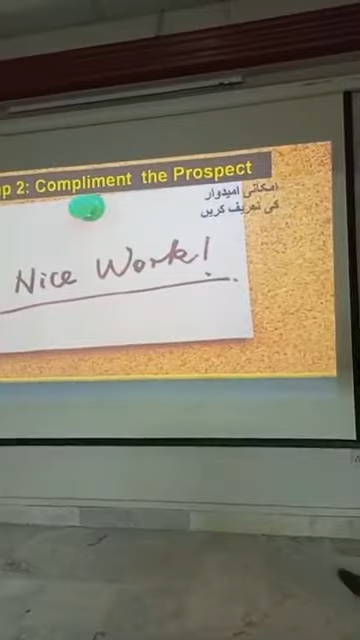 p 2: Compliment the Prospect
امکانی امیدوار
کی تعریف کریں
Nice Work!